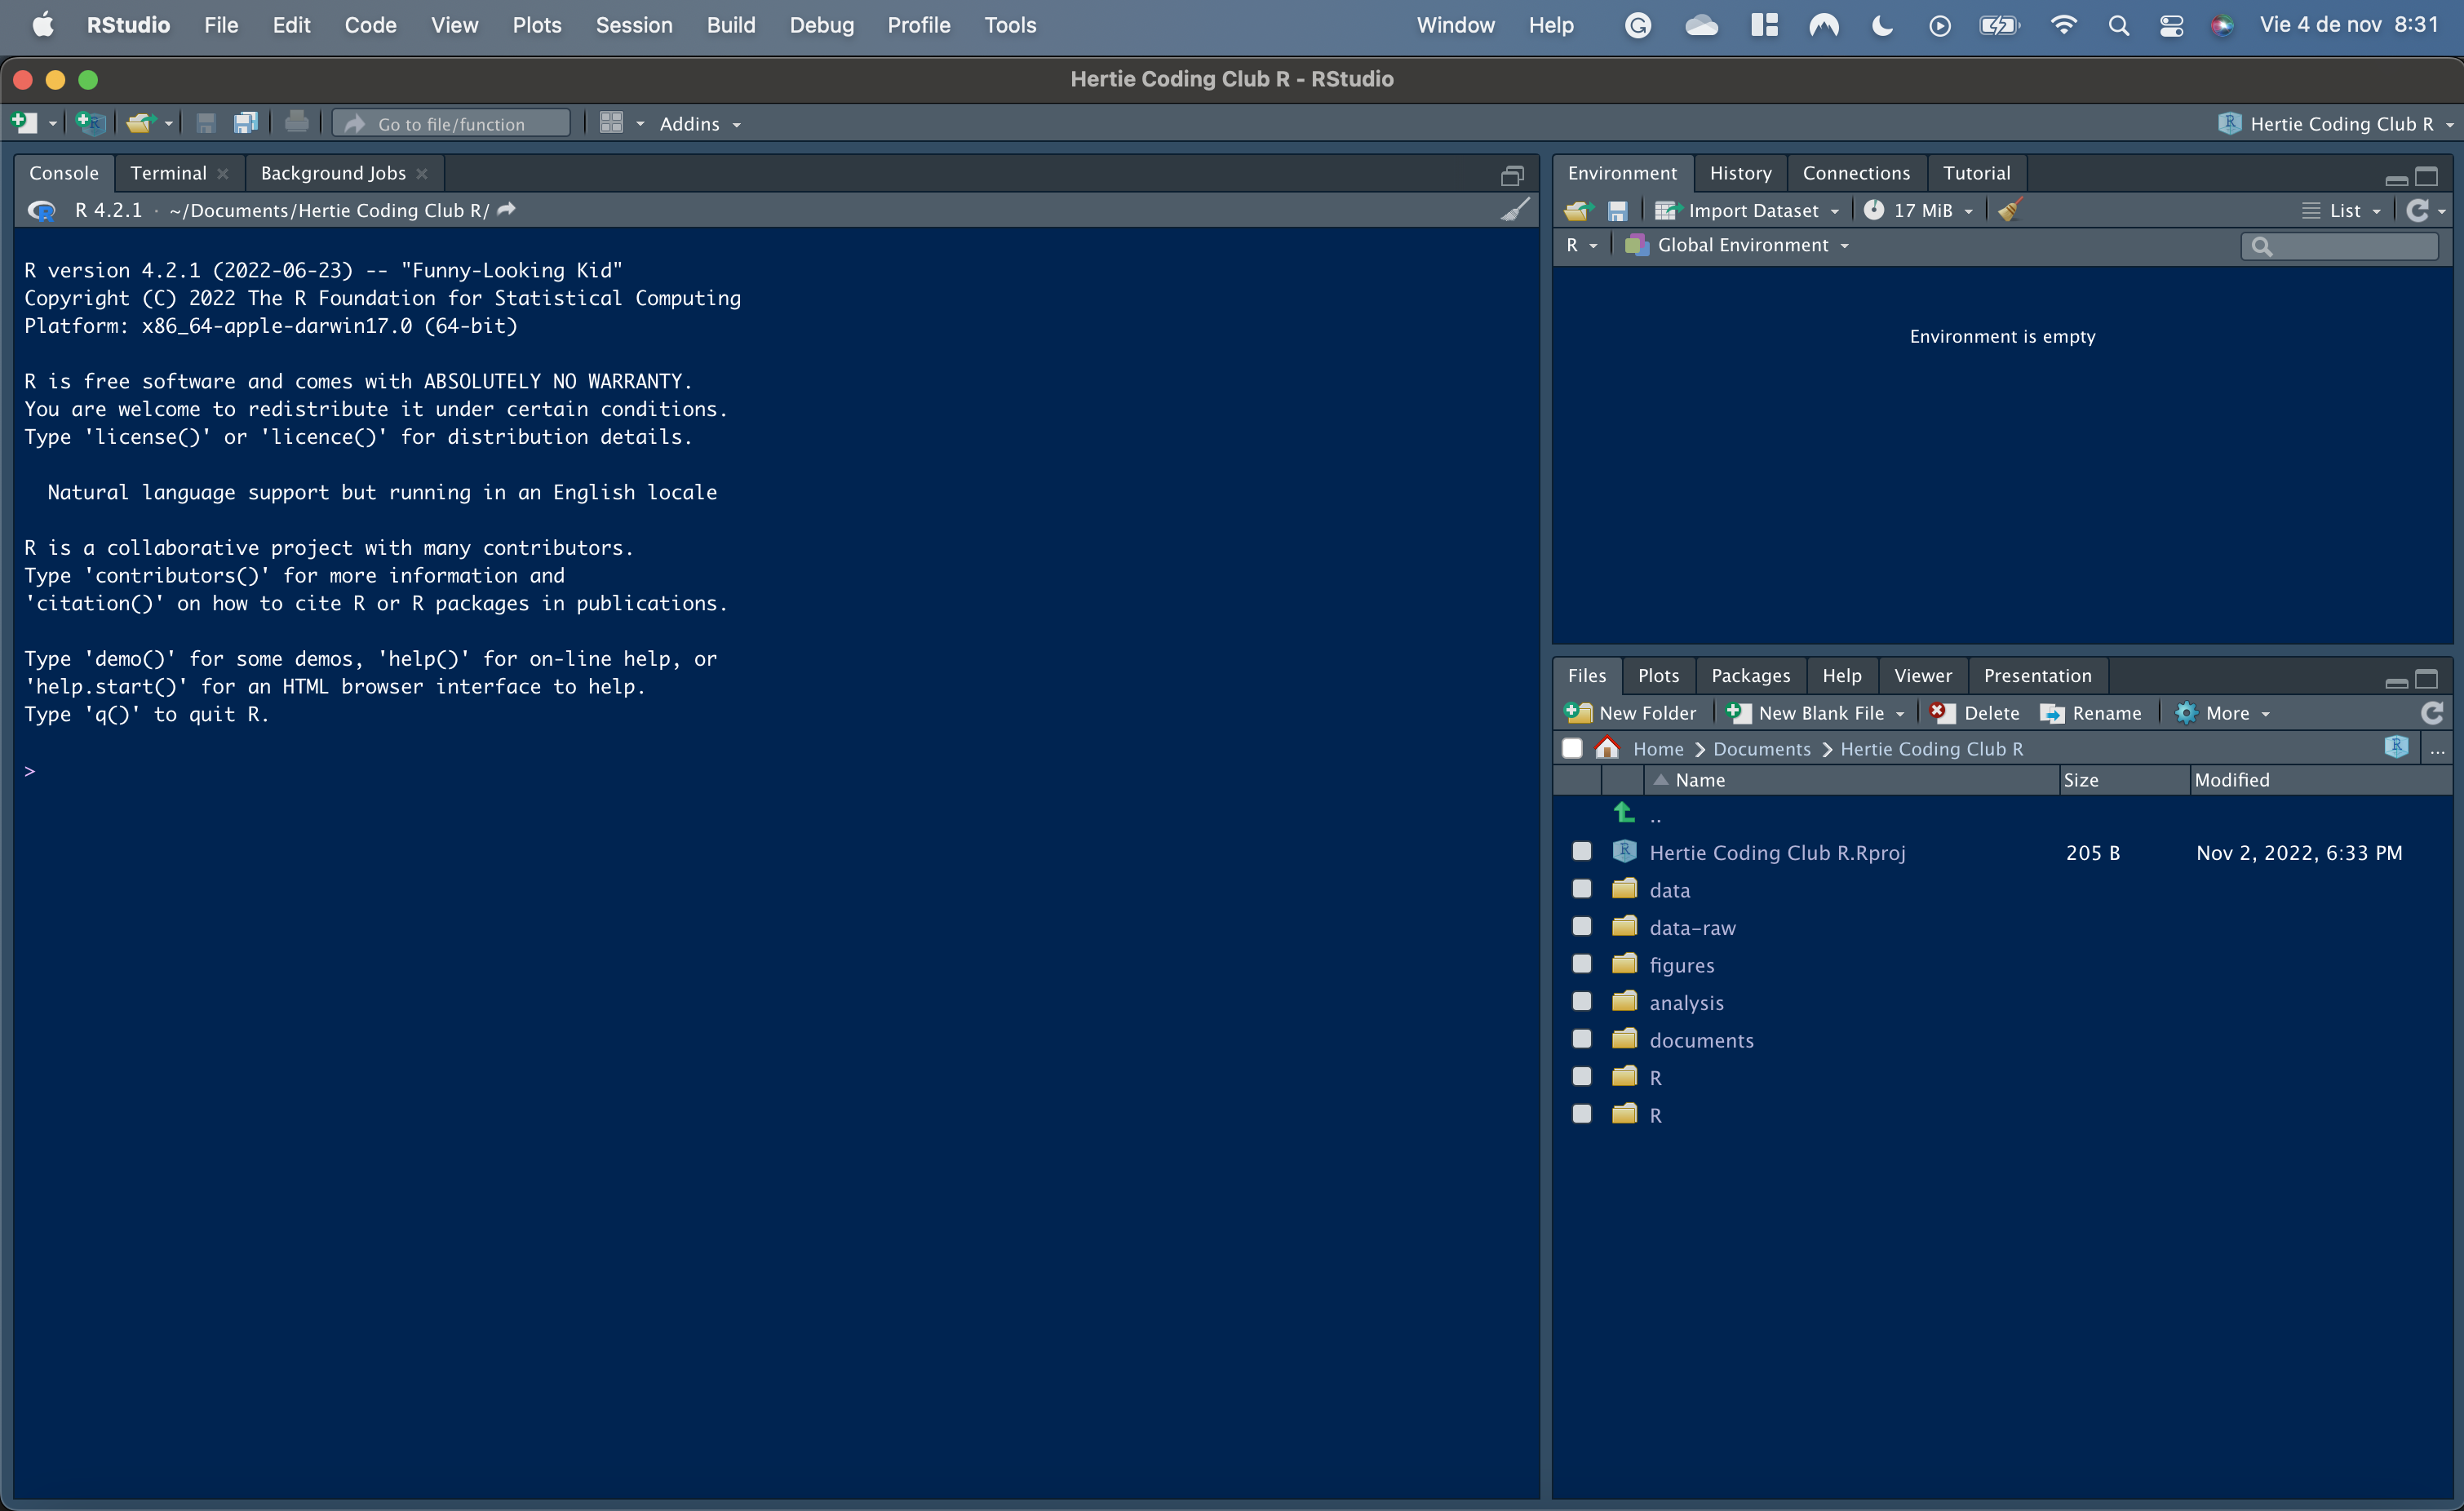 RStudio File Edit Code View Plots Session Build Debug Profile Tools Window Help Vie 4 de nov 8:31
Hertie Coding Club R - RStudio
Go to file/function Addins Hertie Coding Club R
Console Terminal Background Jobs
R 4.2.1 · ~/Documents/Hertie Coding Club R/
R version 4.2.1 (2022-06-23) -- "Funny-Looking Kid"
Copyright (C) 2022 The R Foundation for Statistical Computing
Platform: x86_64-apple-darwin17.0 (64-bit)
R is free software and comes with ABSOLUTELY NO WARRANTY.
You are welcome to redistribute it under certain conditions.
Type 'license()' or 'licence()' for distribution details.
Natural language support but running in an English locale
R is a collaborative project with many contributors.
Type 'contributors()' for more information and
'citation()' on how to cite R or R packages in publications.
Type 'demo()' for some demos, 'help()' for on-line help, or
'help.start()' for an HTML browser interface to help.
Type 'q()' to quit R.
>
Environment History Connections Tutorial
Import Dataset 17 MiB List
R Global Environment
Environment is empty
Files Plots Packages Help Viewer Presentation
New Folder New Blank File Delete Rename More
Home Documents Hertie Coding Club R ...
Name Size Modified
..
Hertie Coding Club R.Rproj 205 B Nov 2, 2022, 6:33 PM
data
data-raw
figures
analysis
documents
R
R